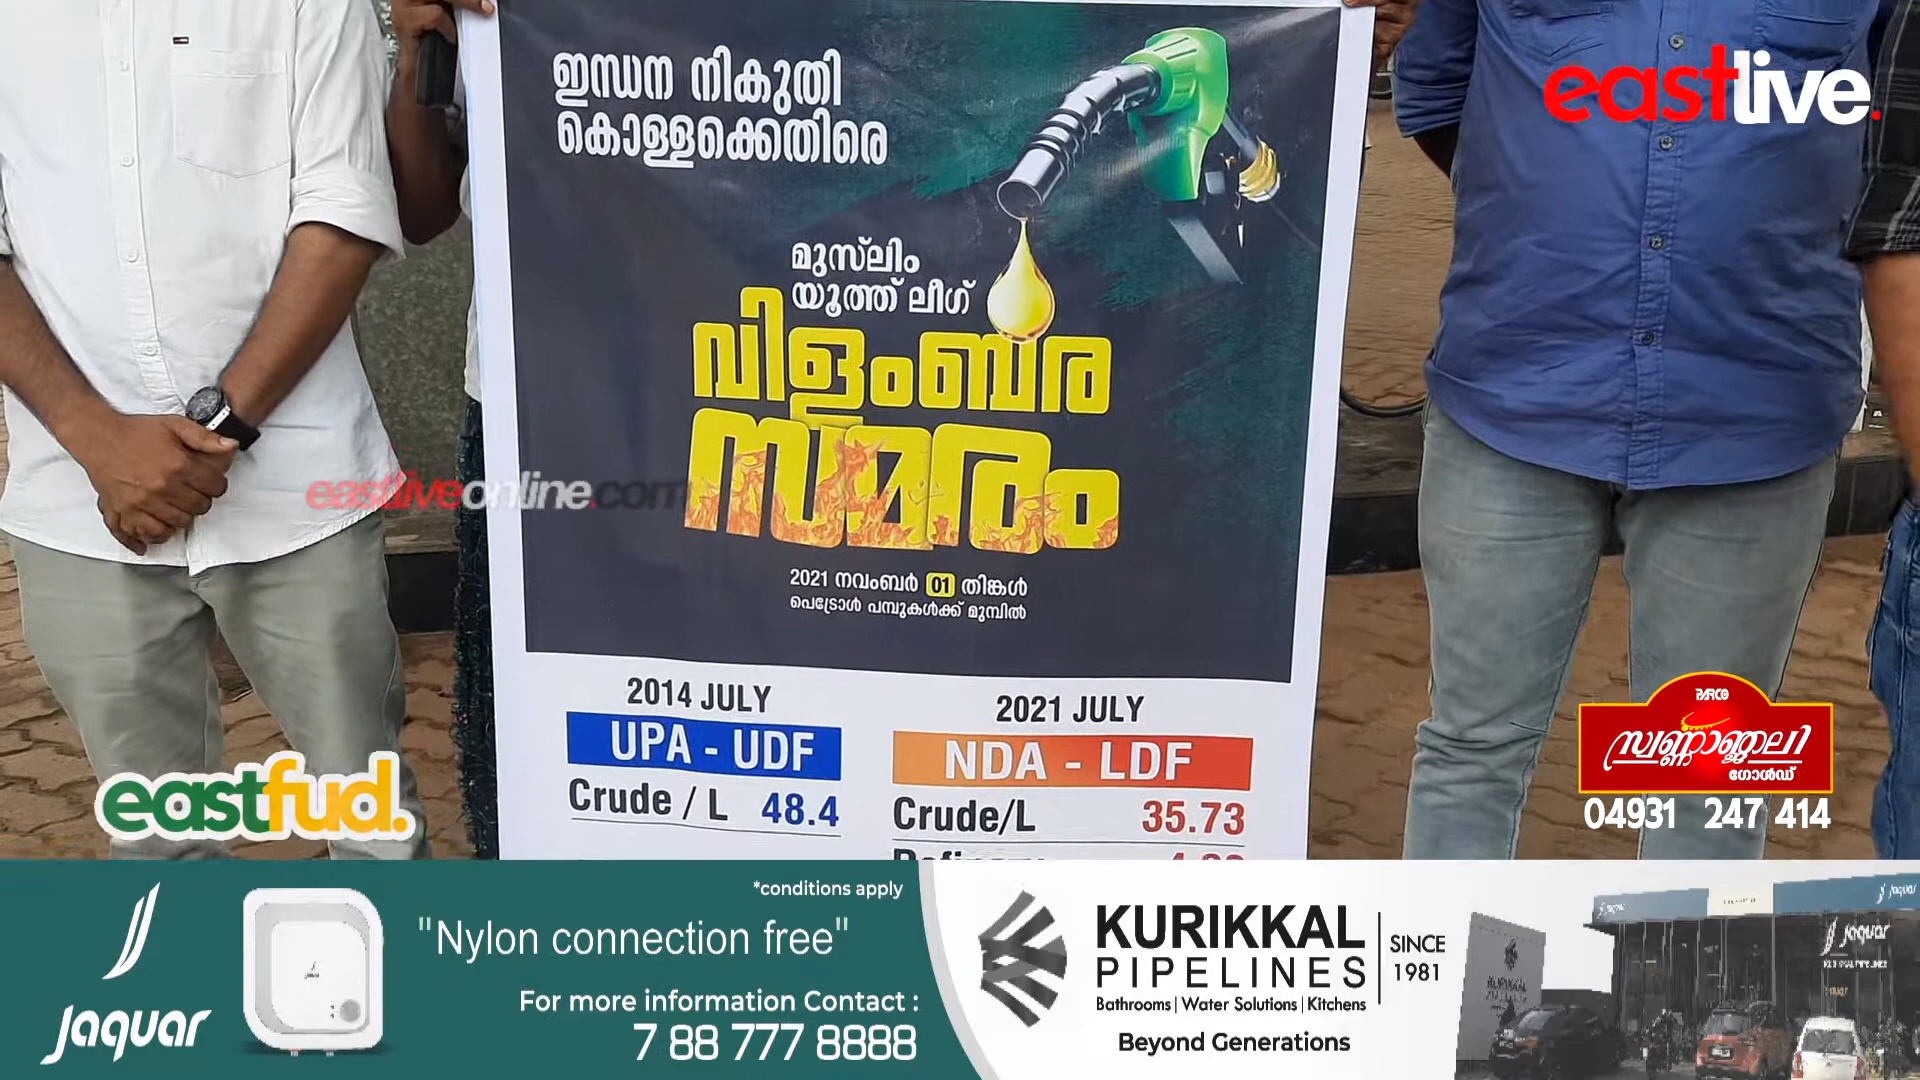 ഇന്ധന നികുതി
കൊള്ളക്കെതിരെ
eastlive.
മുസ്‌ലിം
യൂത്ത് ലീഗ്
വിളംബര
സമരം
eastliveonline.com
2021 നവംബർ 01 തിങ്കൾ
പെട്രോൾ പമ്പുകൾക്ക് മുമ്പിൽ
2014 JULY
UPA - UDF
Crude / L 48.4
2021 JULY
NDA - LDF
Crude/L 35.73
eastfud.
PARCO
സ്വർണ്ണാഞ്ജലി
ഗോൾഡ്
04931 247 414
*conditions apply
"Nylon connection free"
For more information Contact :
7 88 777 8888
Jaquar
KURIKKAL
PIPELINES
Bathrooms | Water Solutions | Kitchens
SINCE
1981
Beyond Generations
Jaquar